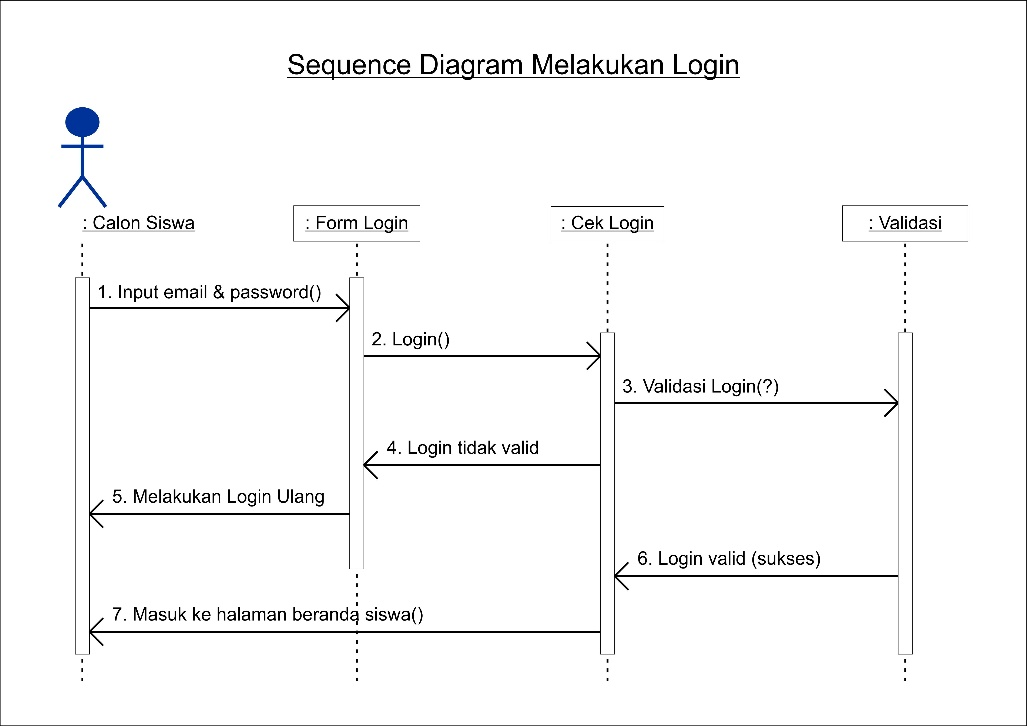 Sequence Diagram Melakukan Login
: Calon Siswa
: Form Login
: Cek Login
: Validasi
1. Input email & password()
2. Login()
3. Validasi Login(?)
4. Login tidak valid
5. Melakukan Login Ulang
6. Login valid (sukses)
7. Masuk ke halaman beranda siswa()